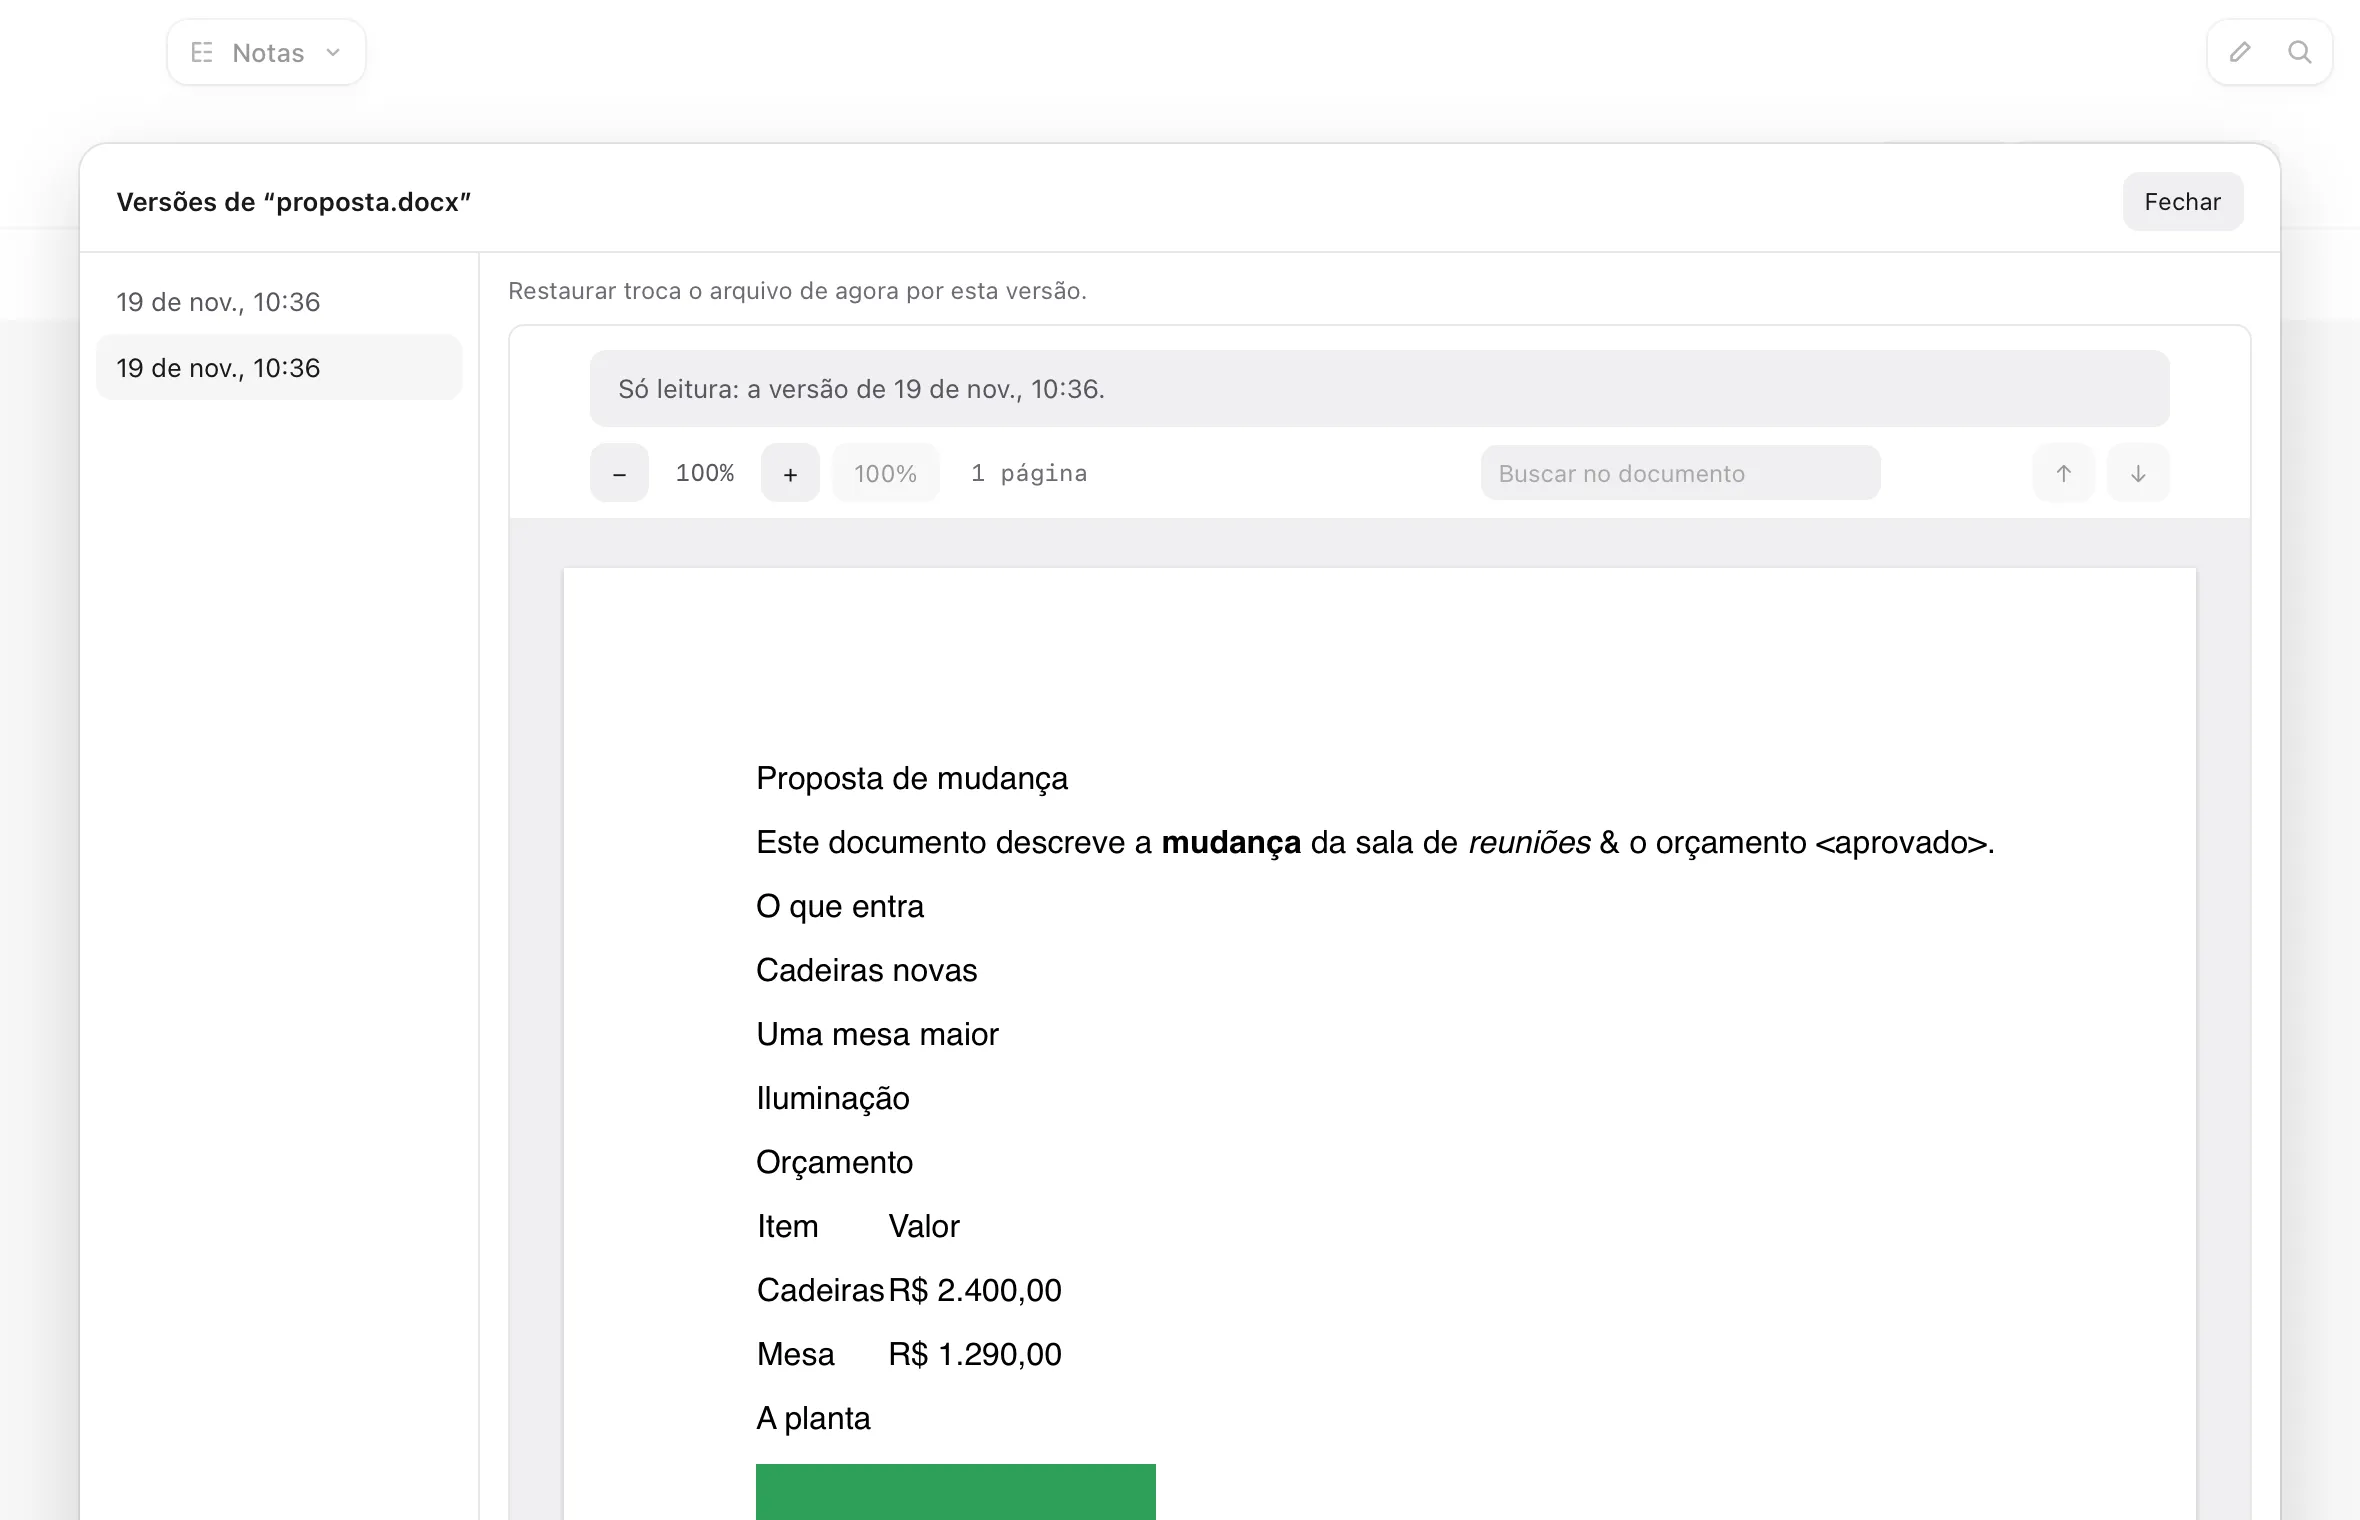 Notas
Versões de “proposta.docx”
Fechar
19 de nov., 10:36
19 de nov., 10:36
Restaurar troca o arquivo de agora por esta versão.
Só leitura: a versão de 19 de nov., 10:36.
– 100% + 100% 1 página Buscar no documento ↑ ↓
Proposta de mudança
Este documento descreve a mudança da sala de reuniões & o orçamento <aprovado>.
O que entra
Cadeiras novas
Uma mesa maior
Iluminação
Orçamento
Item Valor
Cadeiras R$ 2.400,00
Mesa R$ 1.290,00
A planta